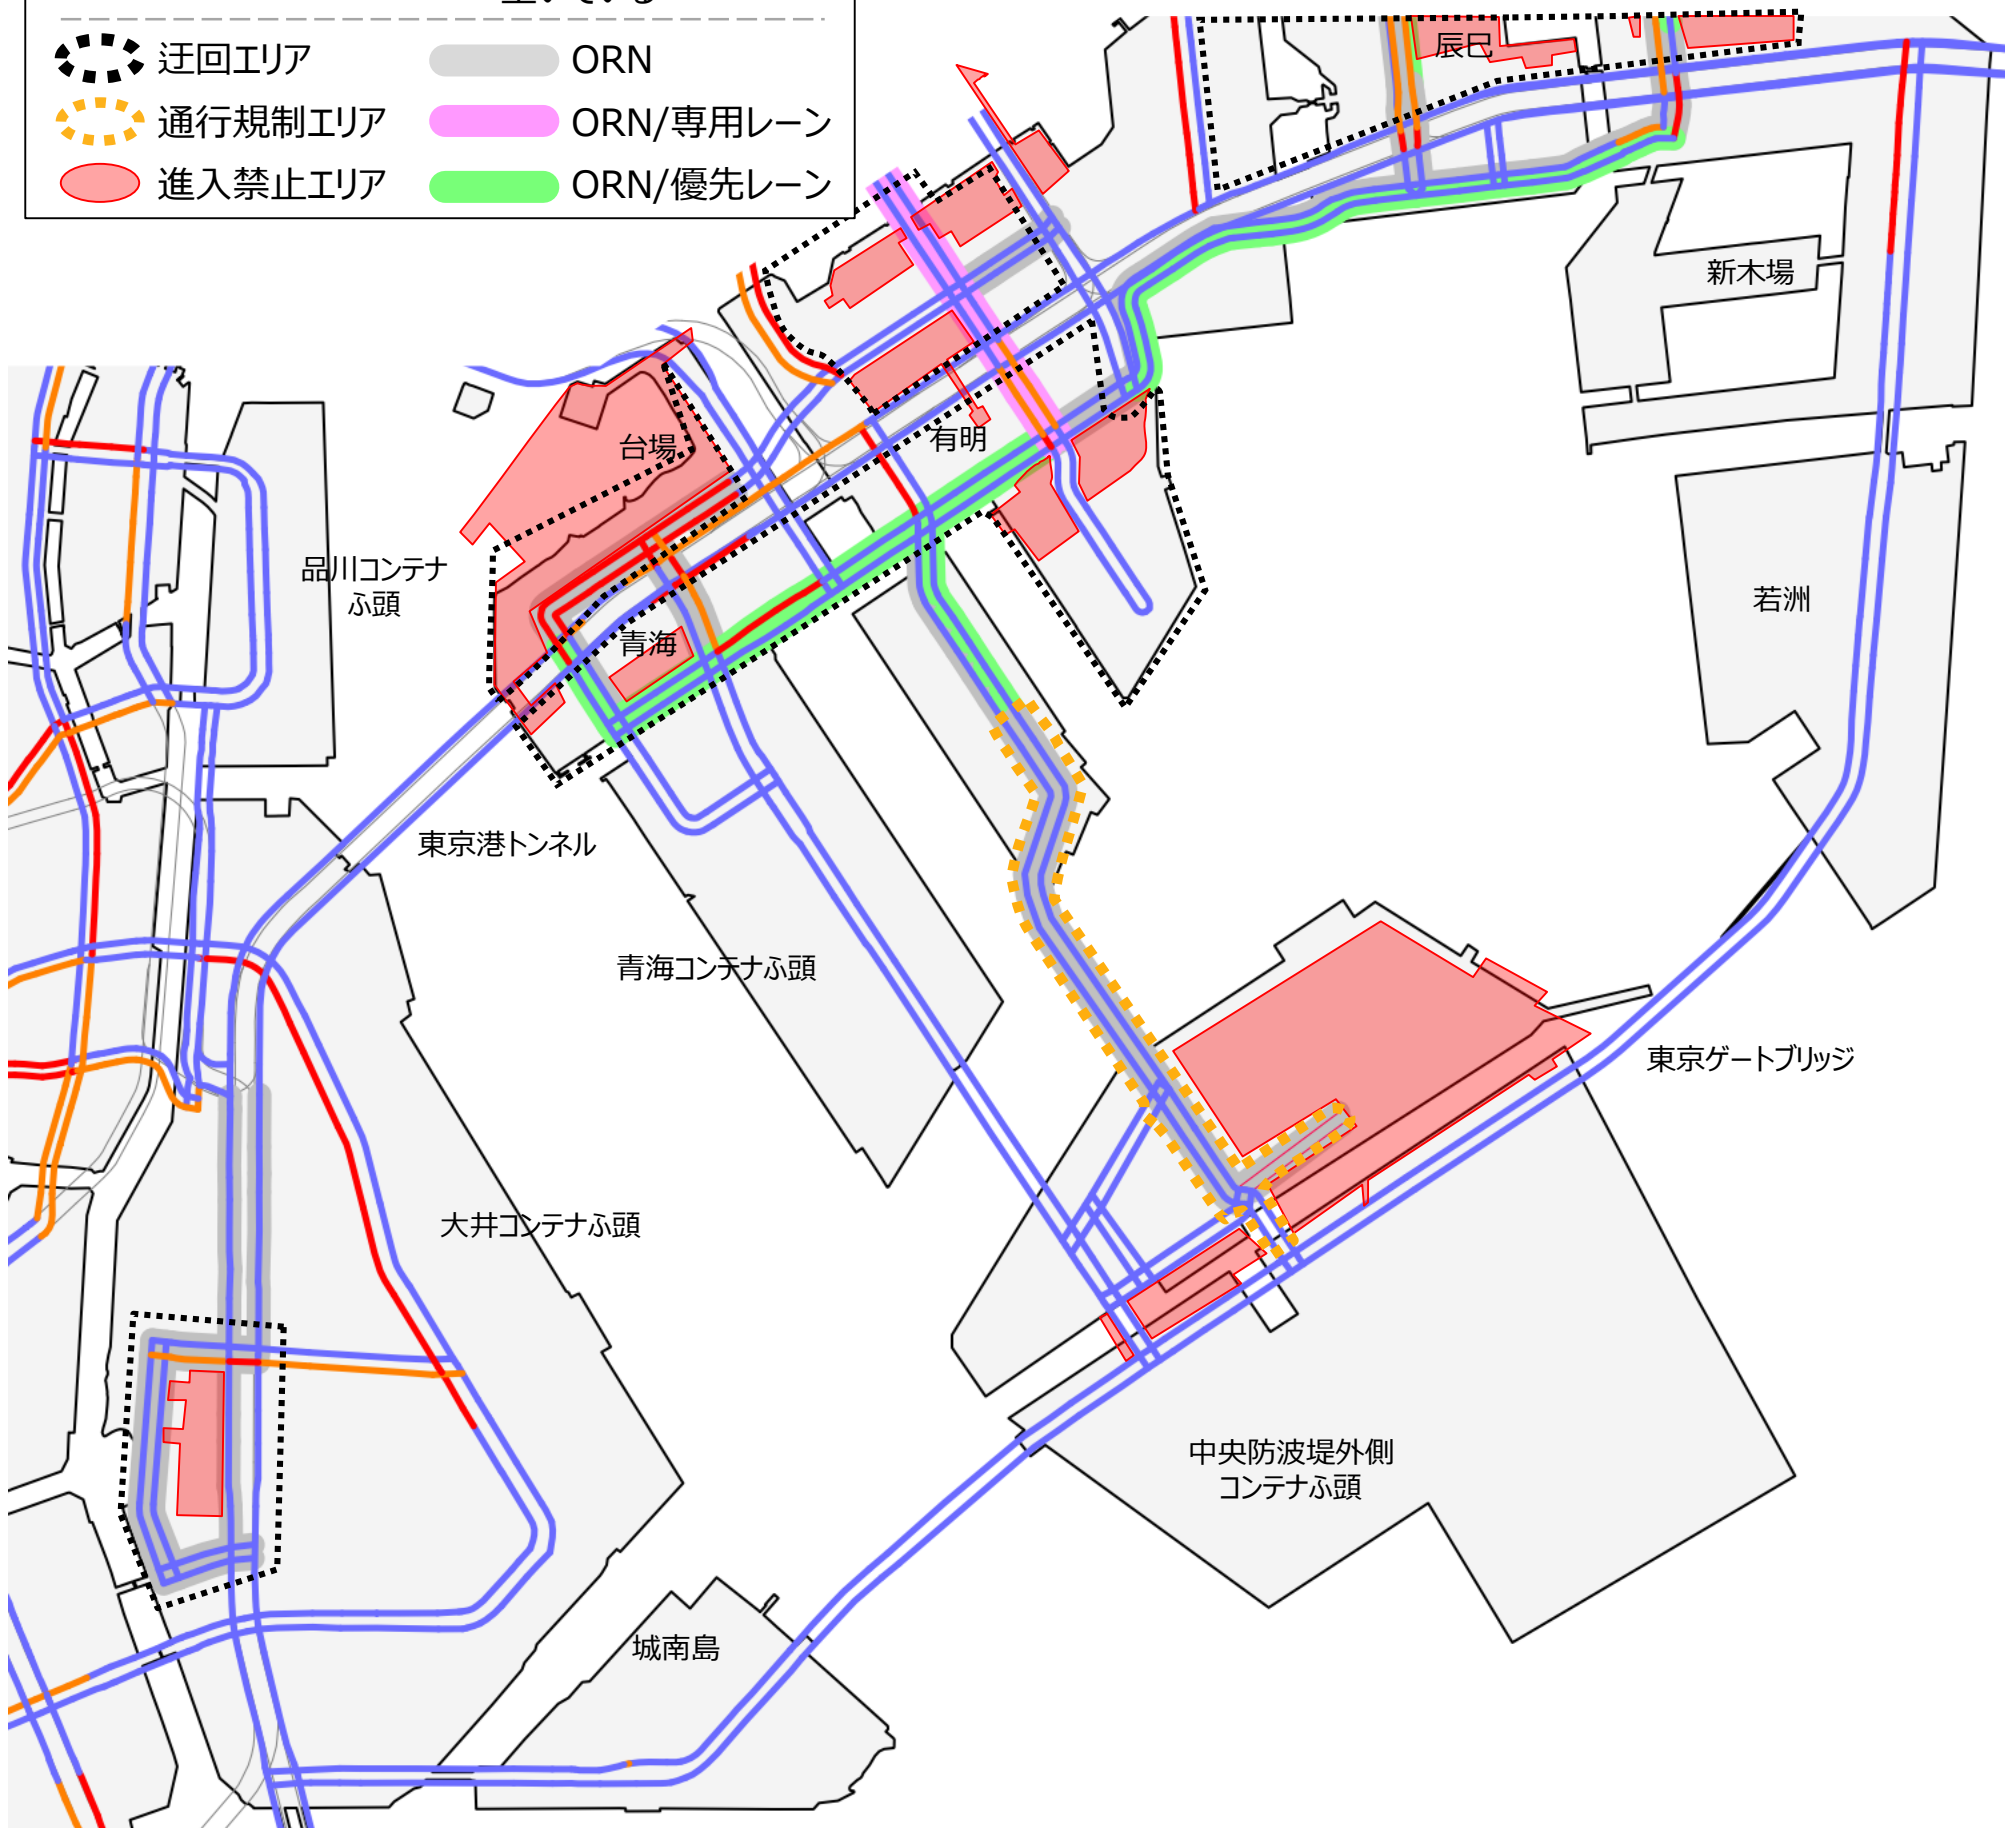 空いている
迂回エリア
ORN
通行規制エリア
ORN/専用レーン
進入禁止エリア
ORN/優先レーン
辰巳
新木場
台場
有明
品川コンテナ
ふ頭
若洲
青海
東京港トンネル
青海コンテナふ頭
東京ゲートブリッジ
大井コンテナふ頭
中央防波堤外側
コンテナふ頭
城南島